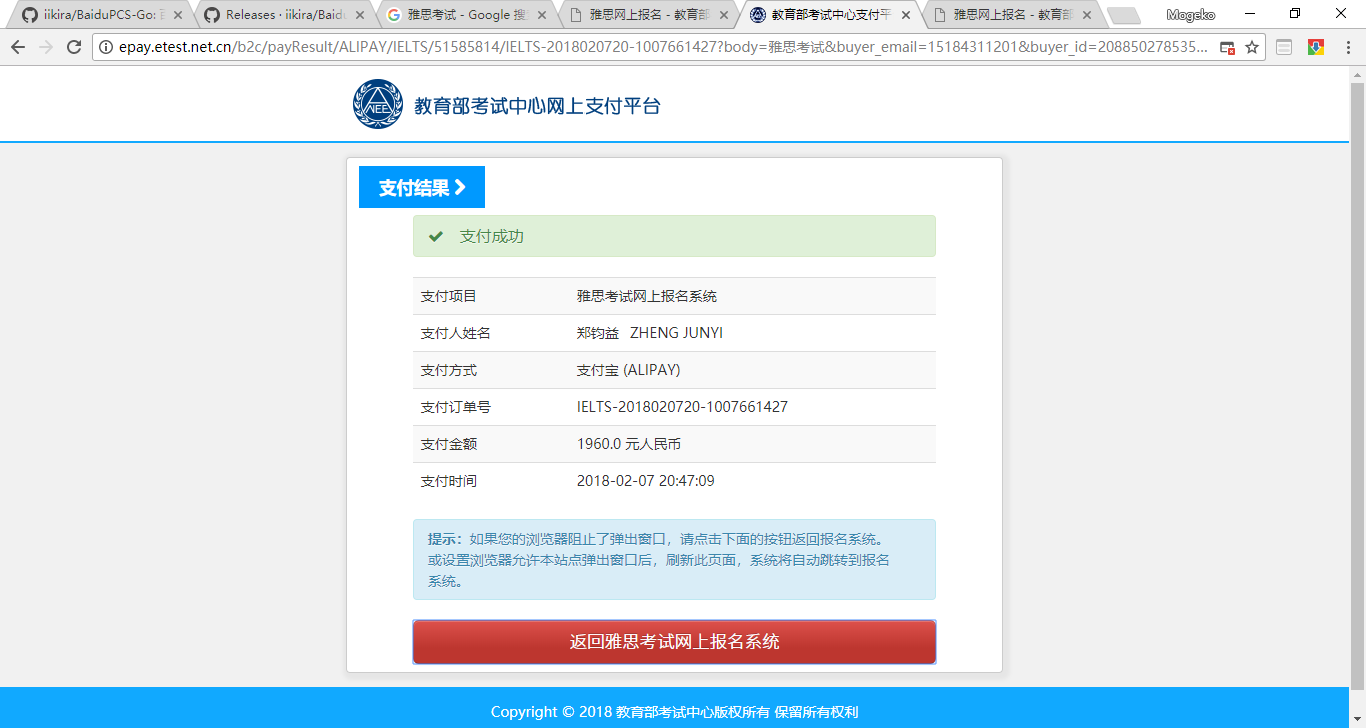 iikira/BaiduPCS-Go: 百
Releases · iikira/Baidu
雅思考试 - Google 搜
雅思网上报名 - 教育部
教育部考试中心支付平
雅思网上报名 - 教育部
Mogeko
epay.etest.net.cn/b2c/payResult/ALIPAY/IELTS/51585814/IELTS-2018020720-1007661427?body=雅思考试&buyer_email=15184311201&buyer_id=208850278535...
NEEA
教育部考试中心网上支付平台
支付结果
支付成功
支付项目 雅思考试网上报名系统
支付人姓名 郑钧益 ZHENG JUNYI
支付方式 支付宝 (ALIPAY)
支付订单号 IELTS-2018020720-1007661427
支付金额 1960.0 元人民币
支付时间 2018-02-07 20:47:09
提示：如果您的浏览器阻止了弹出窗口，请点击下面的按钮返回报名系统。
或设置浏览器允许本站点弹出窗口后，刷新此页面，系统将自动跳转到报名
系统。
返回雅思考试网上报名系统
Copyright © 2018 教育部考试中心版权所有 保留所有权利